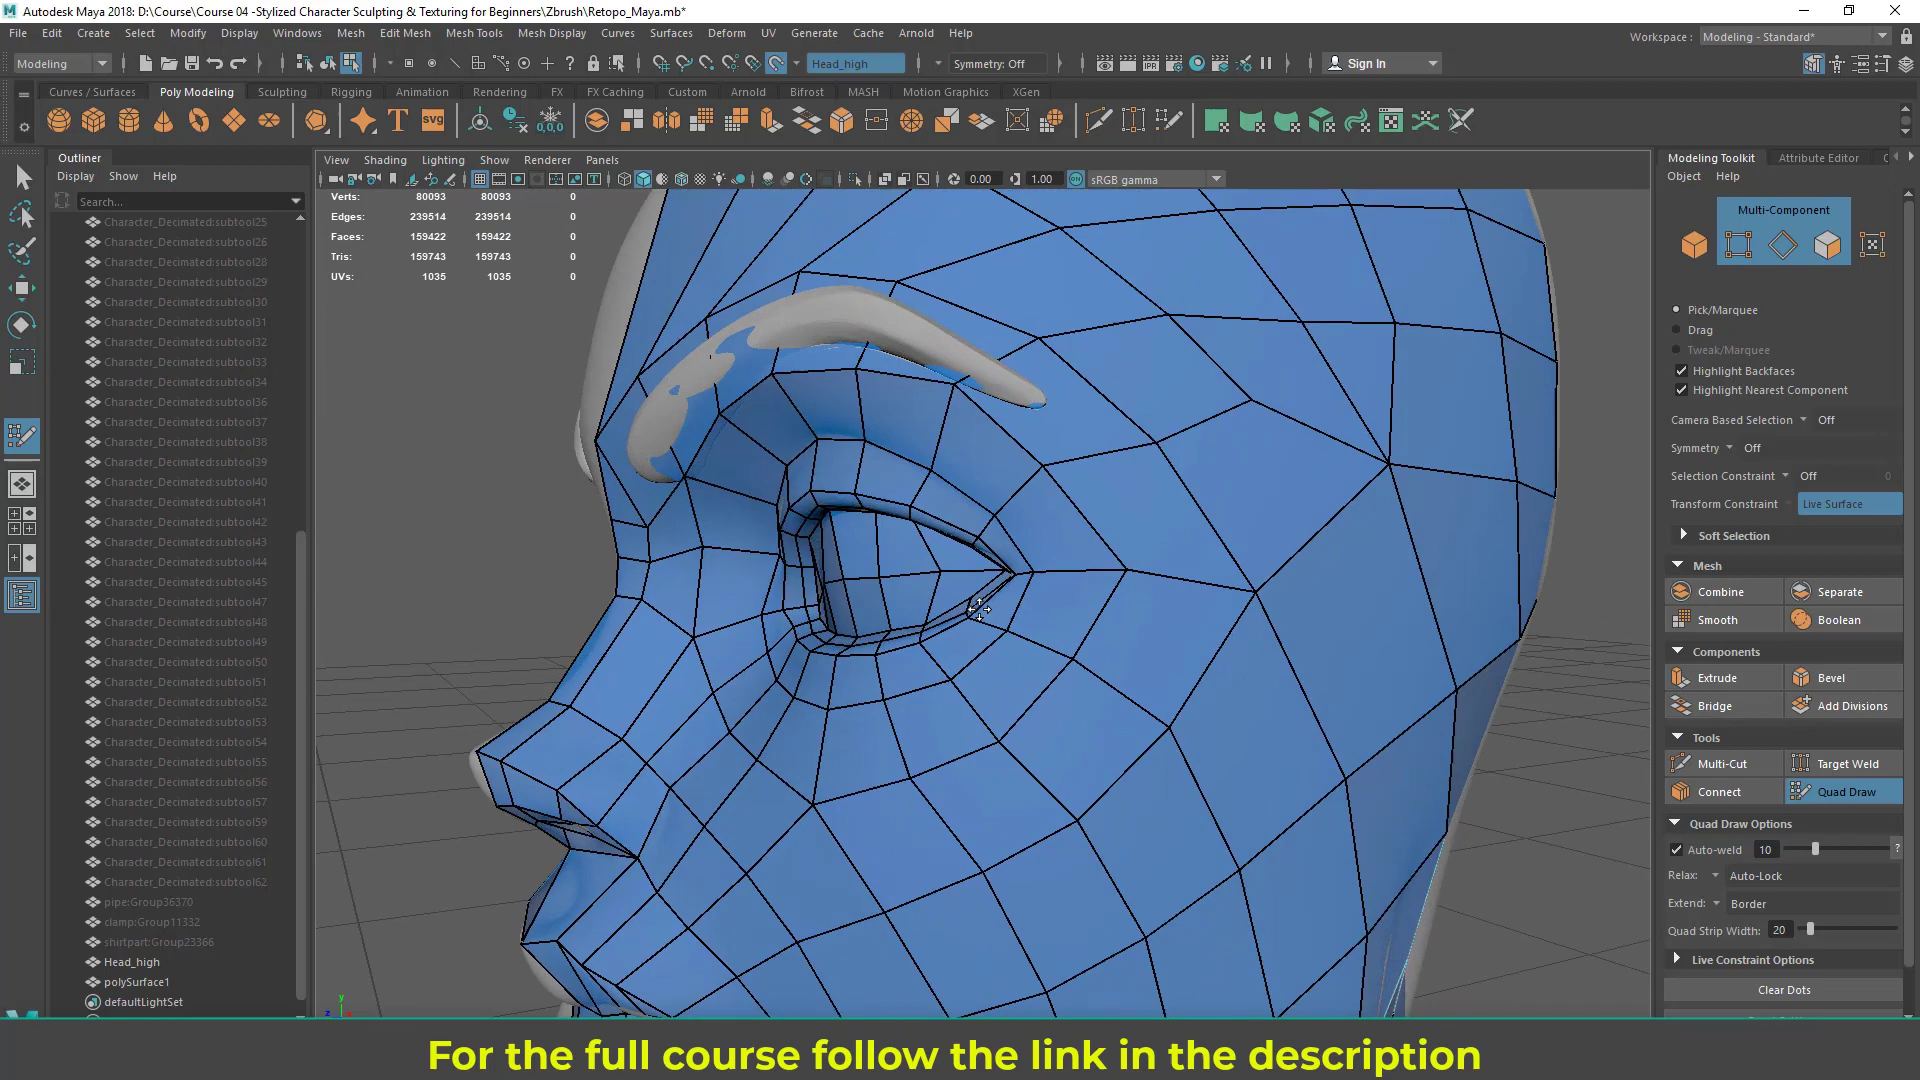 Autodesk Maya 2018: D:\Course\Course 04 -Stylized Character Sculpting & Texturing for Beginners\Zbrush\Retopo_Maya.mb*
File Edit Create Select Modify Display Windows Mesh Edit Mesh Mesh Tools Mesh Display Curves Surfaces Deform UV Generate Cache Arnold Help
Workspace : Modeling - Standard*
Modeling Head_high Symmetry: Off Sign In
Curves / Surfaces Poly Modeling Sculpting Rigging Animation Rendering FX FX Caching Custom Arnold Bifrost MASH Motion Graphics XGen
T svg 0,0,0
Outliner
Display Show Help
Search...
Character_Decimated:subtool25
Character_Decimated:subtool26
Character_Decimated:subtool28
Character_Decimated:subtool29
Character_Decimated:subtool30
Character_Decimated:subtool31
Character_Decimated:subtool32
Character_Decimated:subtool33
Character_Decimated:subtool34
Character_Decimated:subtool36
Character_Decimated:subtool37
Character_Decimated:subtool38
Character_Decimated:subtool39
Character_Decimated:subtool40
Character_Decimated:subtool41
Character_Decimated:subtool42
Character_Decimated:subtool43
Character_Decimated:subtool44
Character_Decimated:subtool45
Character_Decimated:subtool47
Character_Decimated:subtool48
Character_Decimated:subtool49
Character_Decimated:subtool50
Character_Decimated:subtool51
Character_Decimated:subtool52
Character_Decimated:subtool53
Character_Decimated:subtool54
Character_Decimated:subtool55
Character_Decimated:subtool56
Character_Decimated:subtool57
Character_Decimated:subtool59
Character_Decimated:subtool60
Character_Decimated:subtool61
Character_Decimated:subtool62
pipe:Group36370
clamp:Group11332
shirtpart:Group23366
Head_high
polySurface1
defaultLightSet
View Shading Lighting Show Renderer Panels
0.00 1.00 sRGB gamma
Verts: 80093 80093 0
Edges: 239514 239514 0
Faces: 159422 159422 0
Tris: 159743 159743 0
UVs: 1035 1035 0
y
z
Modeling Toolkit Attribute Editor
Object Help
Multi-Component
Pick/Marquee
Drag
Tweak/Marquee
Highlight Backfaces
Highlight Nearest Component
Camera Based Selection Off
Symmetry Off
Selection Constraint Off 0
Transform Constraint Live Surface
Soft Selection
Mesh
Combine Separate
Smooth Boolean
Components
Extrude Bevel
Bridge Add Divisions
Tools
Multi-Cut Target Weld
Connect Quad Draw
Quad Draw Options
Auto-weld 10 ?
Relax: Auto-Lock
Extend: Border
Quad Strip Width: 20
Live Constraint Options
Clear Dots
For the full course follow the link in the description